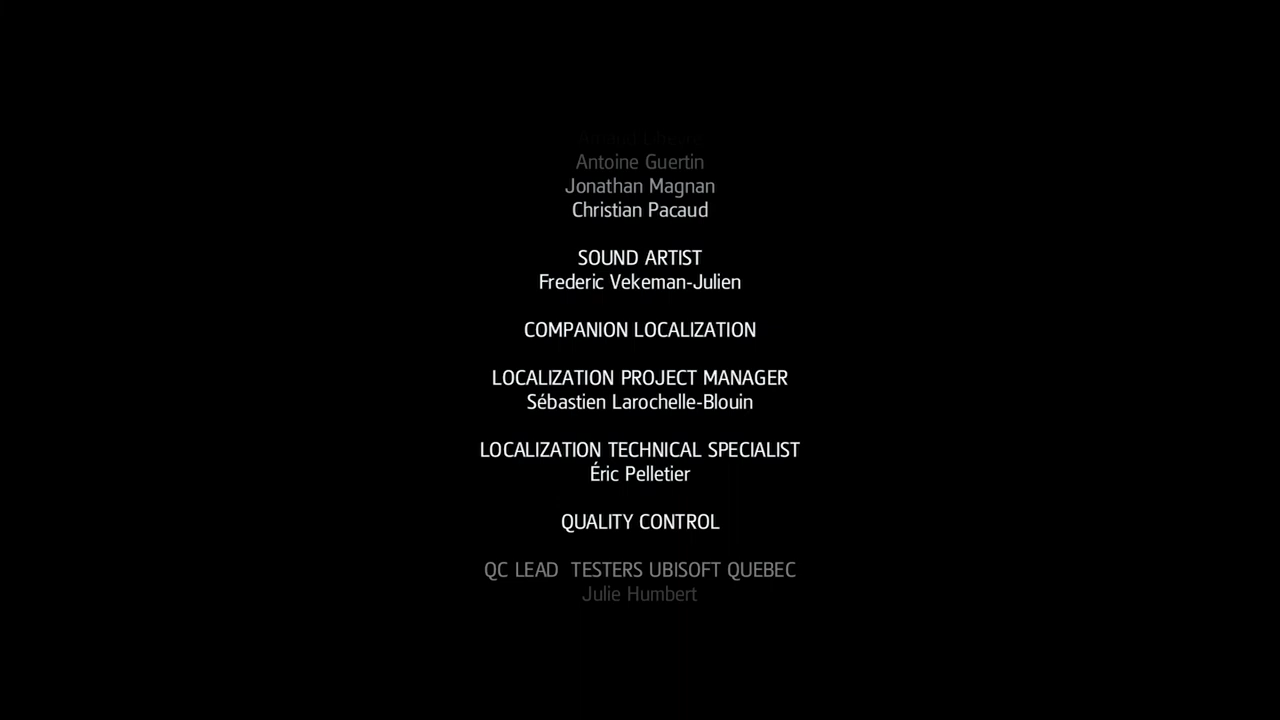 Antoine Guertin
Jonathan Magnan
Christian Pacaud
SOUND ARTIST
Frederic Vekeman-Julien
COMPANION LOCALIZATION
LOCALIZATION PROJECT MANAGER
Sébastien Larochelle-Blouin
LOCALIZATION TECHNICAL SPECIALIST
Éric Pelletier
QUALITY CONTROL
QC LEAD  TESTERS UBISOFT QUEBEC
Julie Humbert